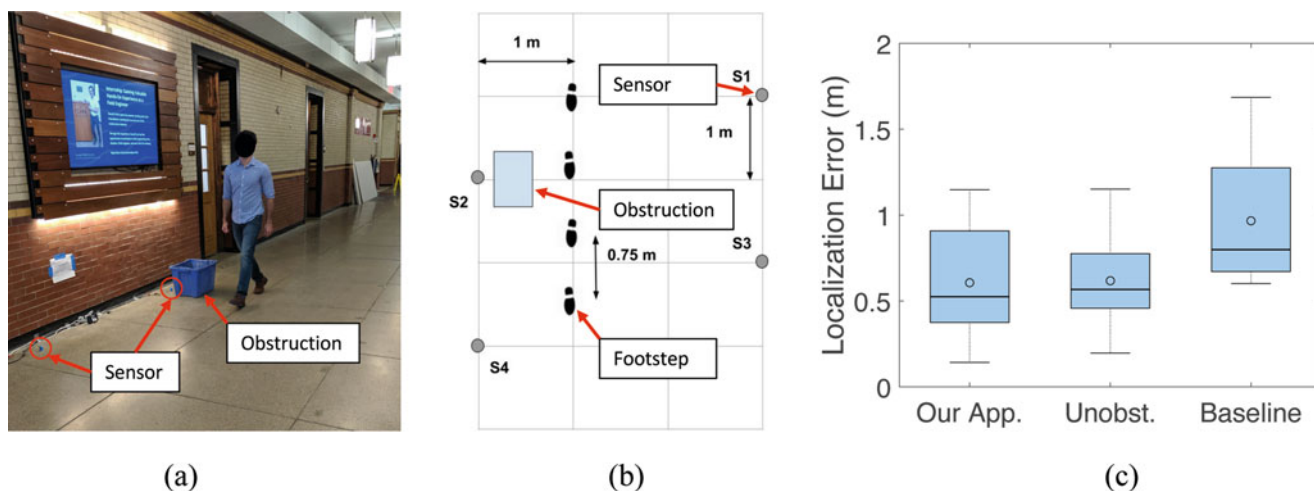 Sensor
Obstruction
(a)
1 m
Sensor
S1
1 m
S2
Obstruction
S3
0.75 m
S4
Footstep
(b)
Localization Error (m)
2
1.5
1
0.5
0
Our App.
Unobst.
Baseline
(c)